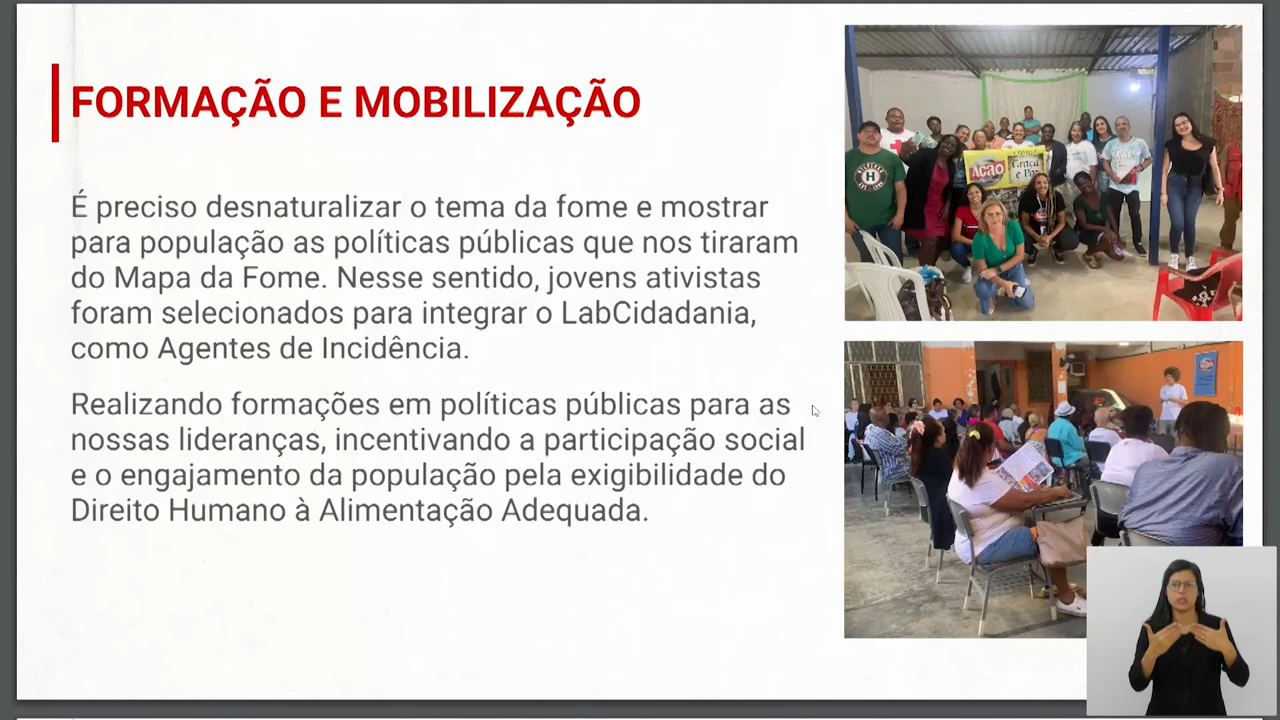 FORMAÇÃO E MOBILIZAÇÃO
É preciso desnaturalizar o tema da fome e mostrar
para população as políticas públicas que nos tiraram
do Mapa da Fome. Nesse sentido, jovens ativistas
foram selecionados para integrar o LabCidadania,
como Agentes de Incidência.
Realizando formações em políticas públicas para as
nossas lideranças, incentivando a participação social
e o engajamento da população pela exigibilidade do
Direito Humano à Alimentação Adequada.
AÇÃO
Graça
e Paz
H